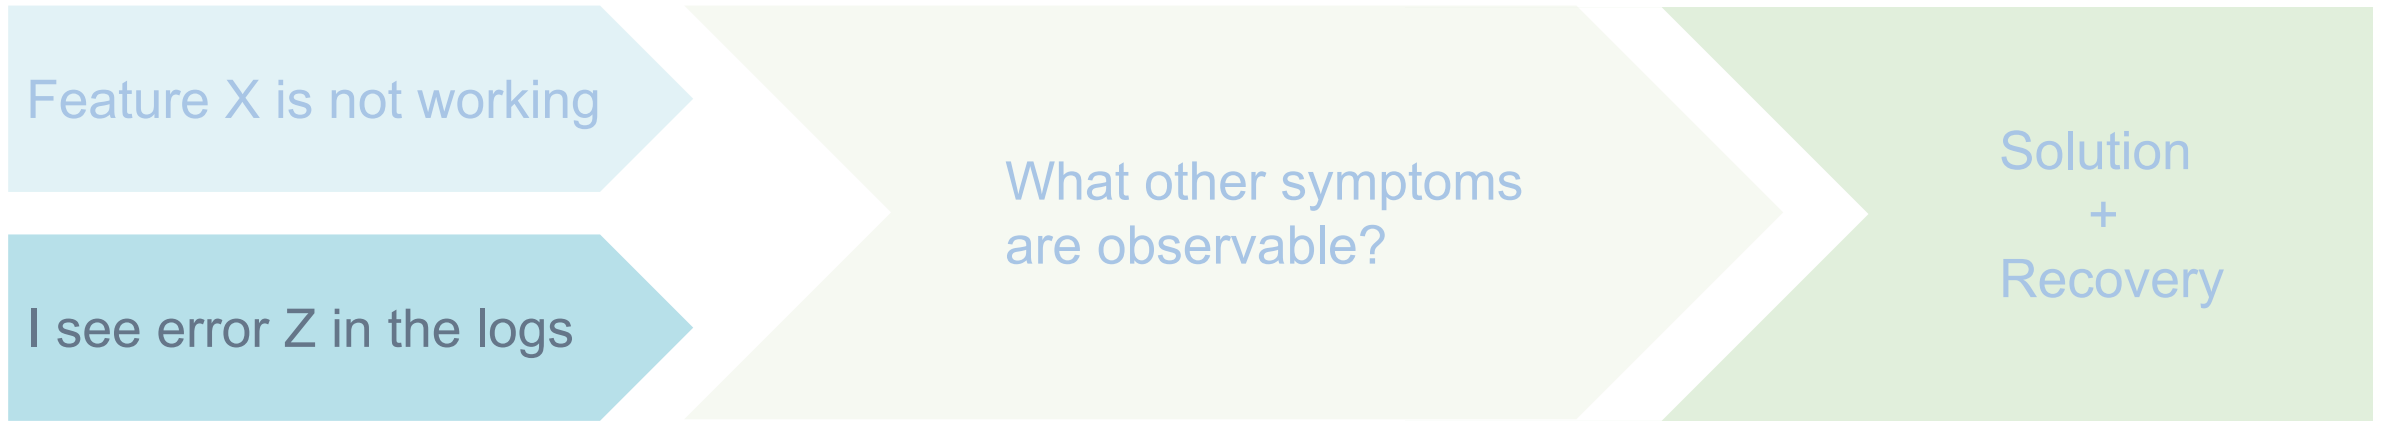 Feature X is not working
I see error Z in the logs
What other symptoms
are observable?
Solution
+
Recovery